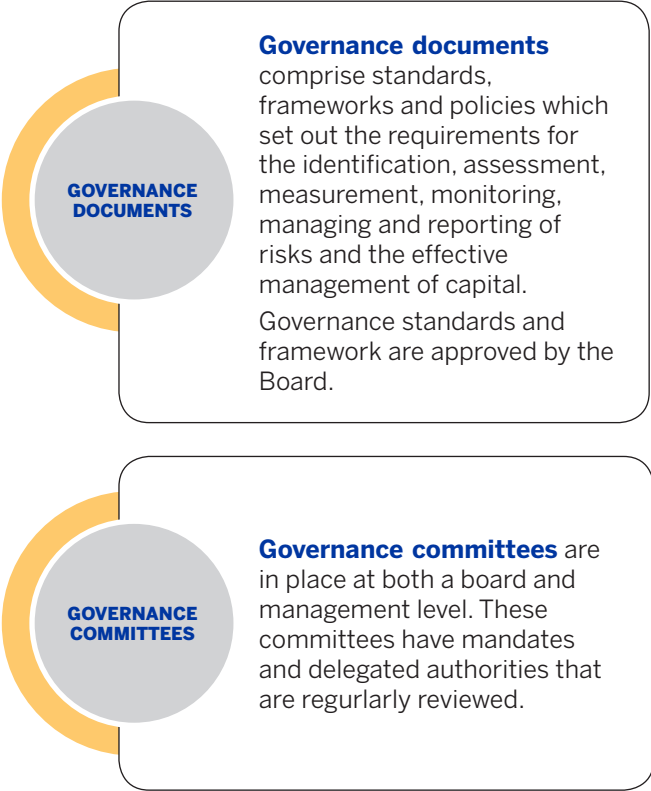 GOVERNANCE
DOCUMENTS
Governance documents
comprise standards,
frameworks and policies which
set out the requirements for
the identification, assessment,
measurement, monitoring,
managing and reporting of
risks and the effective
management of capital.
Governance standards and
framework are approved by the
Board.
GOVERNANCE
COMMITTEES
Governance committees are
in place at both a board and
management level. These
committees have mandates
and delegated authorities that
are regurlarly reviewed.